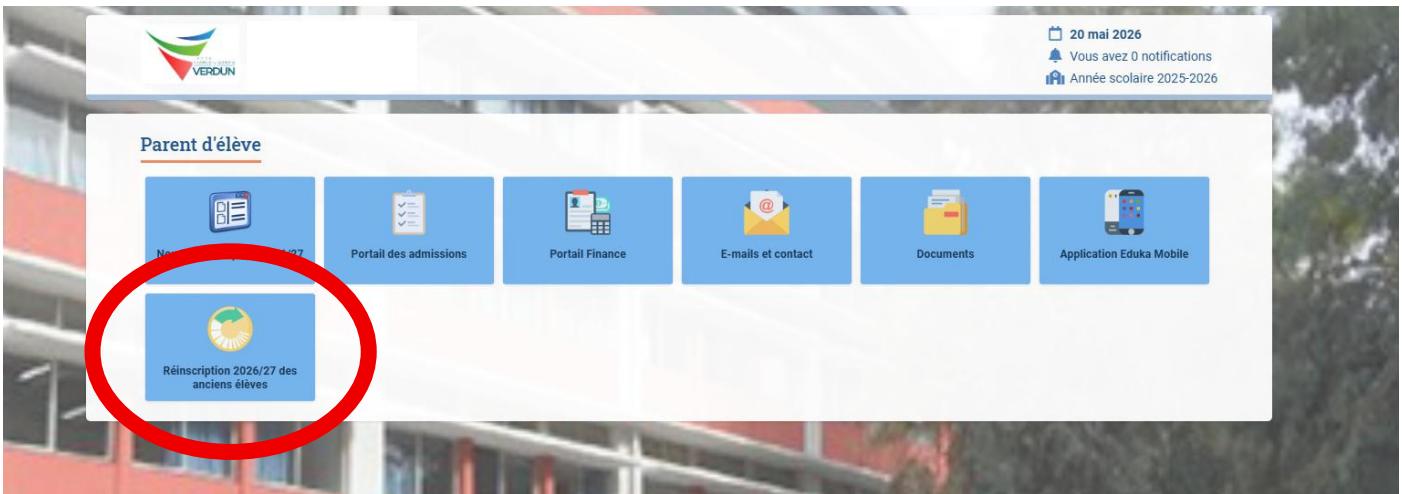 VERDUN
20 mai 2026
Vous avez 0 notifications
Année scolaire 2025-2026
Parent d'élève
Portail des admissions
Portail Finance
E-mails et contact
Documents
Application Eduka Mobile
Réinscription 2026/27 des
anciens élèves